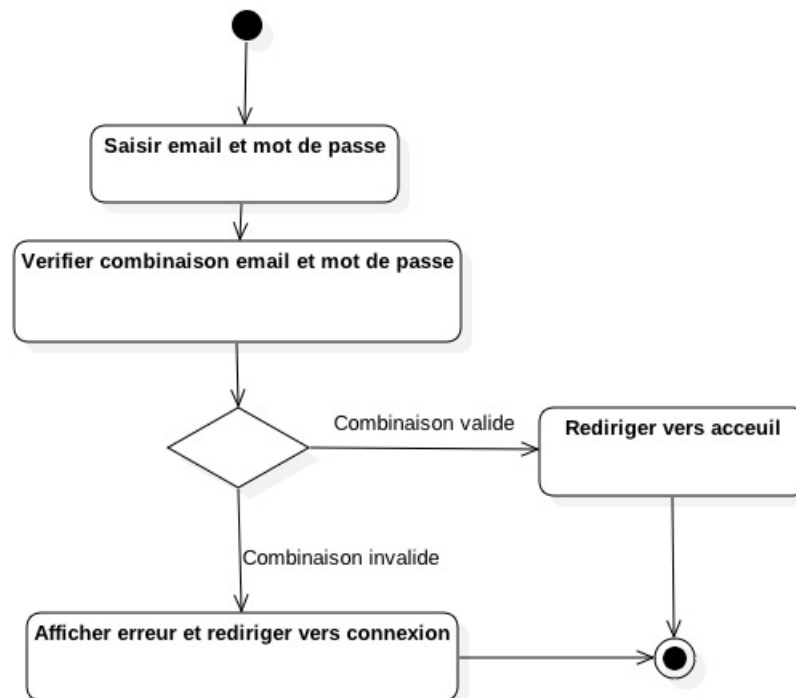 Saisir email et mot de passe
Verifier combinaison email et mot de passe
Combinaison valide
Rediriger vers acceuil
Combinaison invalide
Afficher erreur et rediriger vers connexion